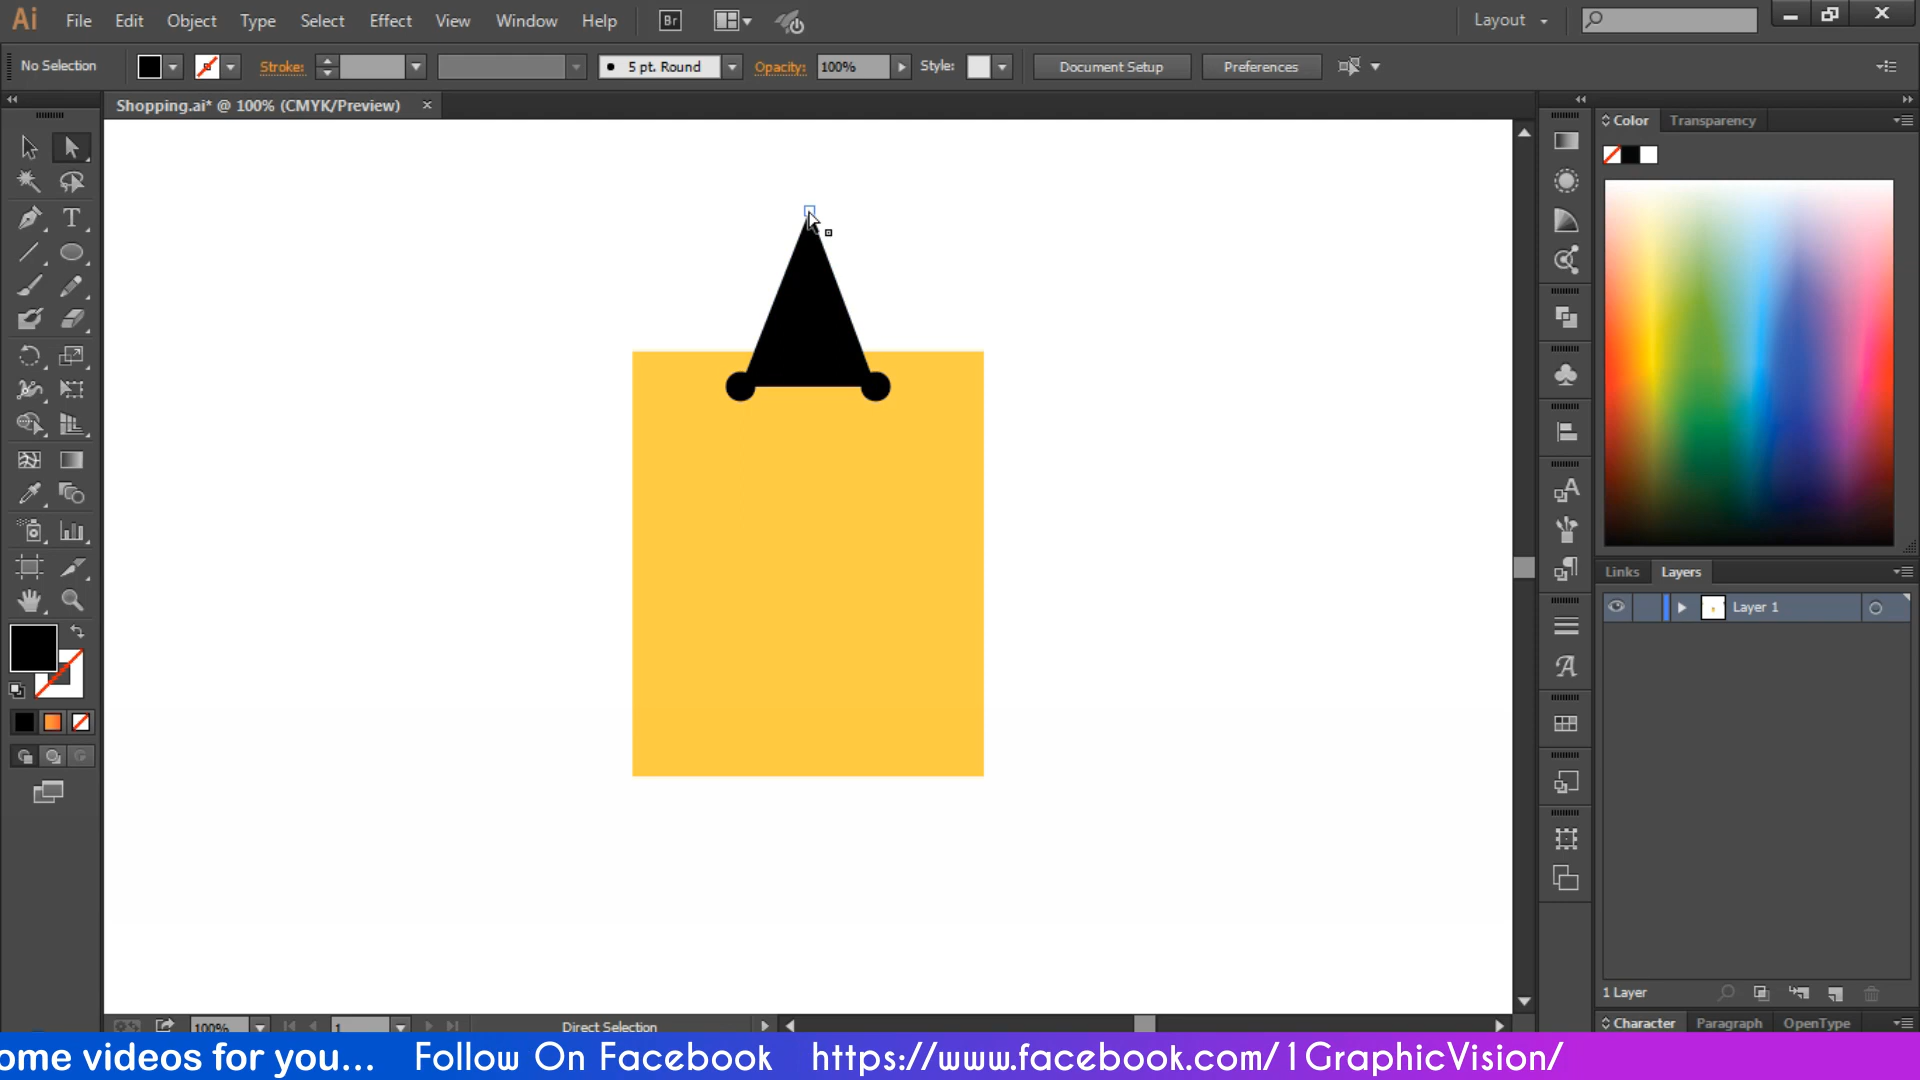 Ai File Edit Object Type Select Effect View Window Help Br Layout
No Selection Stroke: 5 pt. Round Opacity: 100% Style: Document Setup Preferences
Shopping.ai* @ 100% (CMYK/Preview) ×
Color Transparency
Links Layers
Layer 1
1 Layer
100% 1 Direct Selection
Character Paragraph OpenType
ome videos for you... Follow On Facebook https://www.facebook.com/1GraphicVision/